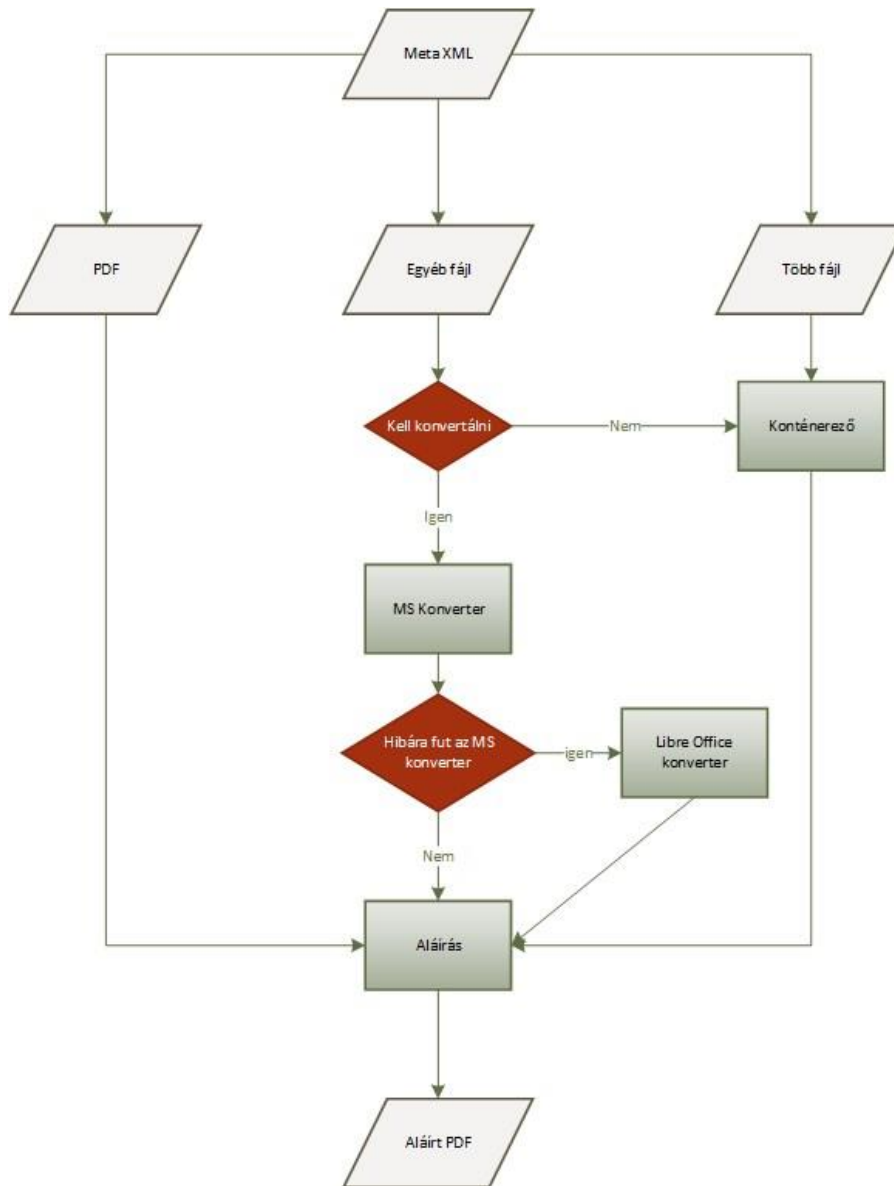 Meta XML
PDF
Egyéb fájl
Több fájl
Kell konvertálni
Nem
Konténerező
Igen
MS Konverter
Hibára fut az MS
konverter
igen
Libre Office
konverter
Nem
Aláírás
Aláírt PDF